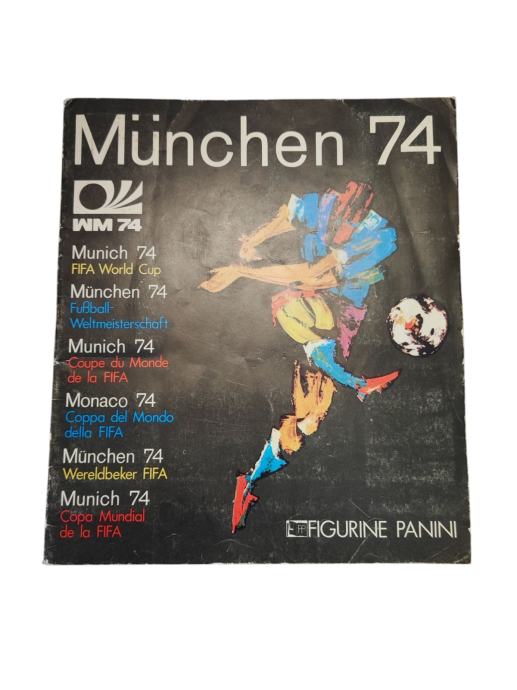 München 74
WM 74
Munich 74
FIFA World Cup
München 74
Fußball-
Weltmeisterschaft
Munich 74
Coupe du Monde
de la FIFA
Monaco 74
Coppa del Mondo
della FIFA
München 74
Wereldbeker FIFA
Munich 74
Copa Mundial
de la FIFA
FIGURINE PANINI